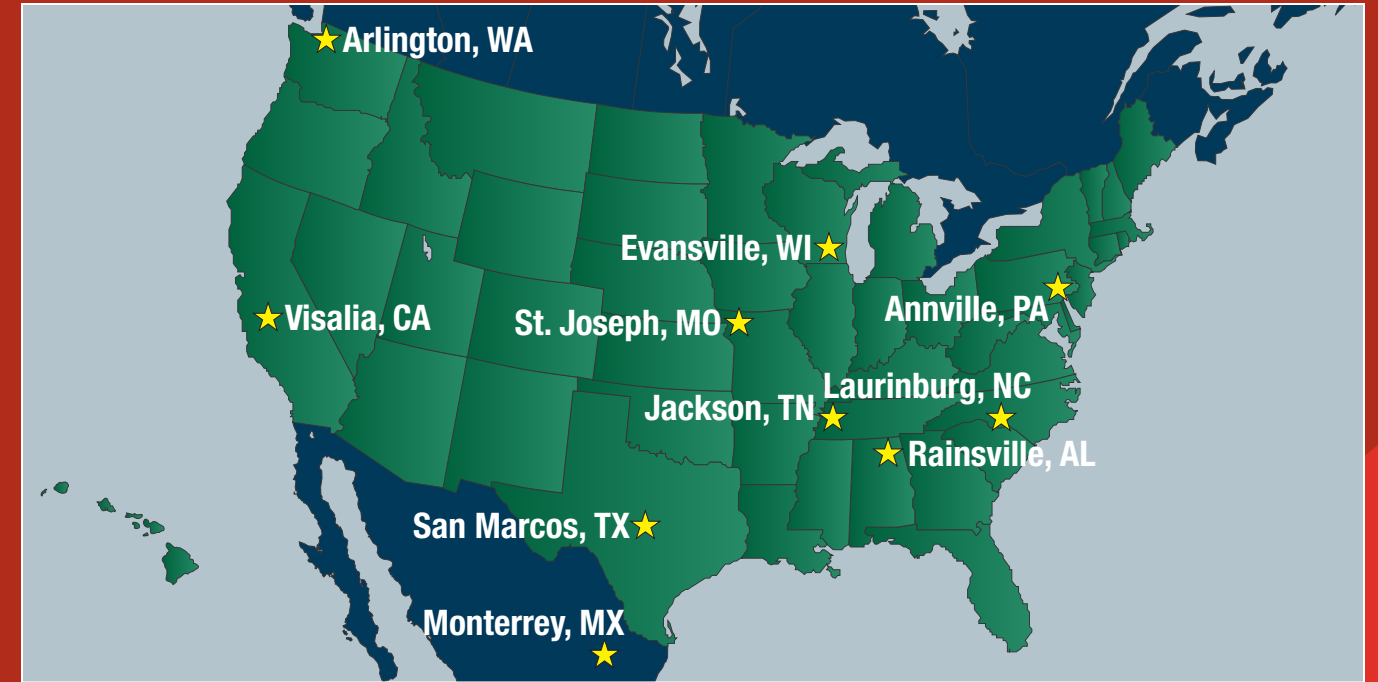 Arlington, WA
Evansville, WI
Visalia, CA
St. Joseph, MO
Annville, PA
Laurinburg, NC
Jackson, TN
Rainsville, AL
San Marcos, TX
Monterrey, MX